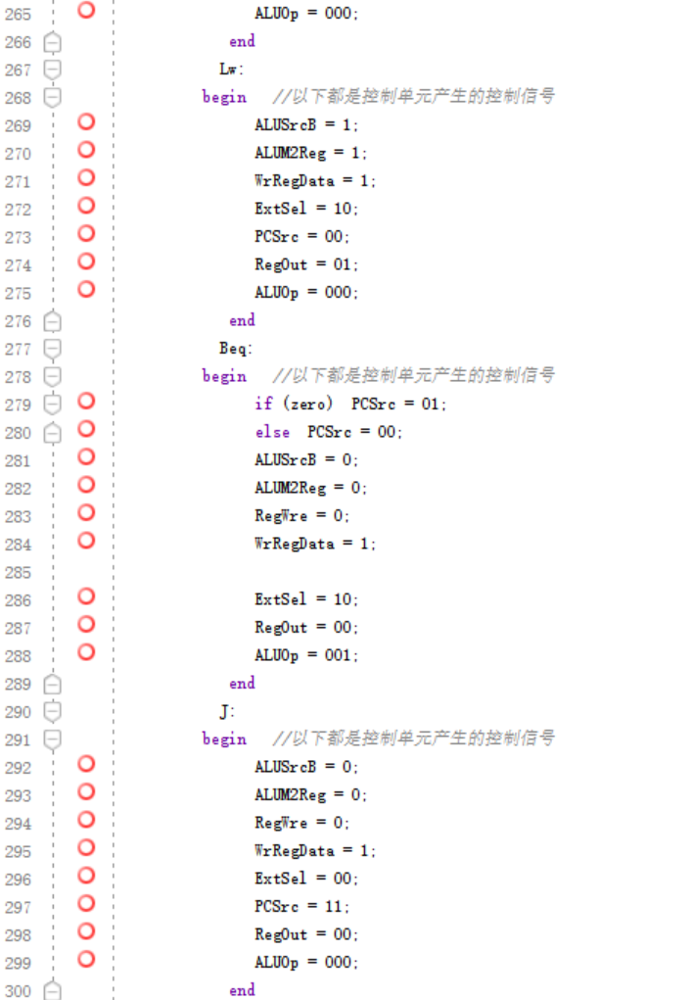 265 ALUOp = 000;
266 end
267 Lw:
268 begin //以下都是控制单元产生的控制信号
269 ALUSrcB = 1;
270 ALUM2Reg = 1;
271 WrRegData = 1;
272 ExtSel = 10;
273 PCSrc = 00;
274 RegOut = 01;
275 ALUOp = 000;
276 end
277 Beq:
278 begin //以下都是控制单元产生的控制信号
279 if (zero) PCSrc = 01;
280 else PCSrc = 00;
281 ALUSrcB = 0;
282 ALUM2Reg = 0;
283 RegWre = 0;
284 WrRegData = 1;
285
286 ExtSel = 10;
287 RegOut = 00;
288 ALUOp = 001;
289 end
290 J:
291 begin //以下都是控制单元产生的控制信号
292 ALUSrcB = 0;
293 ALUM2Reg = 0;
294 RegWre = 0;
295 WrRegData = 1;
296 ExtSel = 00;
297 PCSrc = 11;
298 RegOut = 00;
299 ALUOp = 000;
300 end